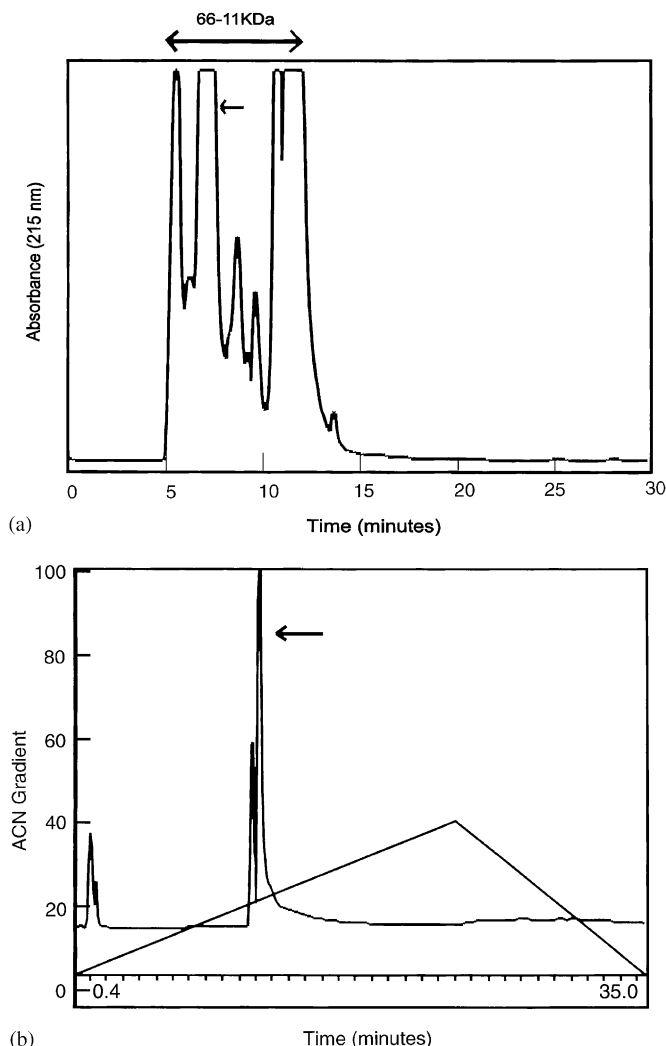 66-11KDa
Absorbance (215 nm)
0 5 10 15 20 25 30
(a)
Time (minutes)
100
80
60
40
20
0
ACN Gradient
0.4 35.0
(b)
Time (minutes)